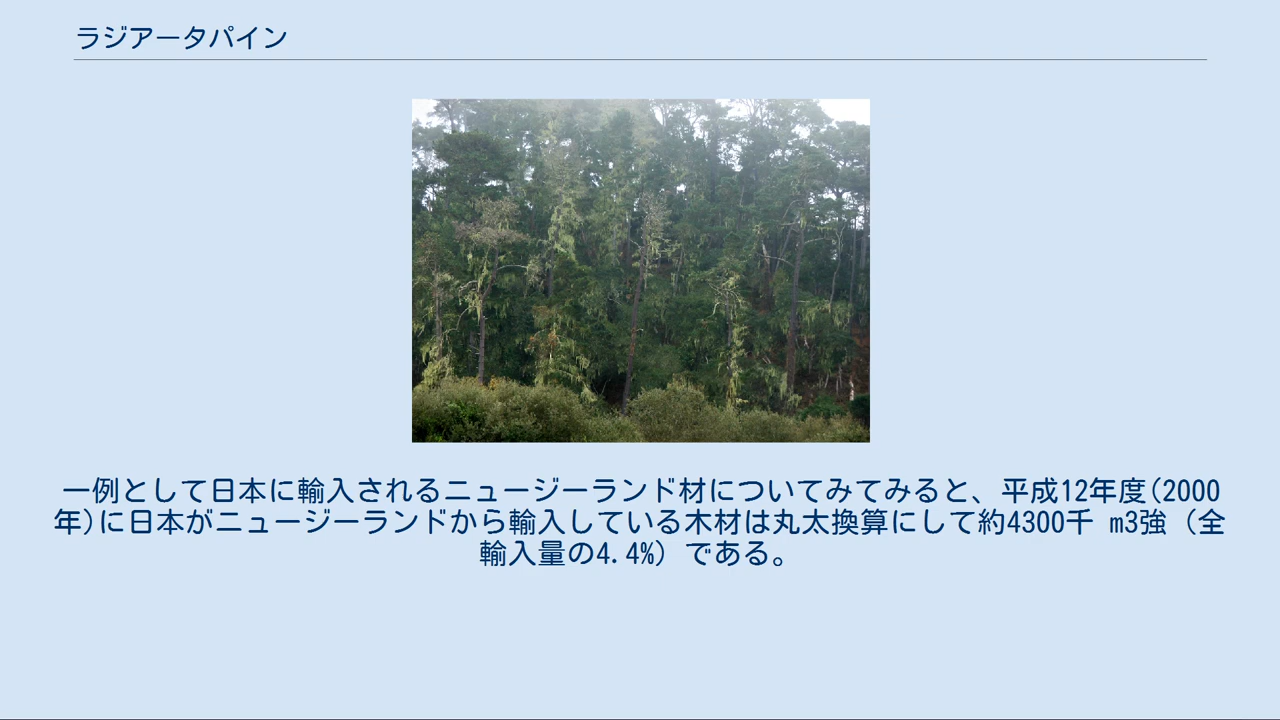 ラジアータパイン
一例として日本に輸入されるニュージーランド材についてみてみると、平成12年度(2000
年)に日本がニュージーランドから輸入している木材は丸太換算にして約4300千 m3強（全
輸入量の4.4%）である。